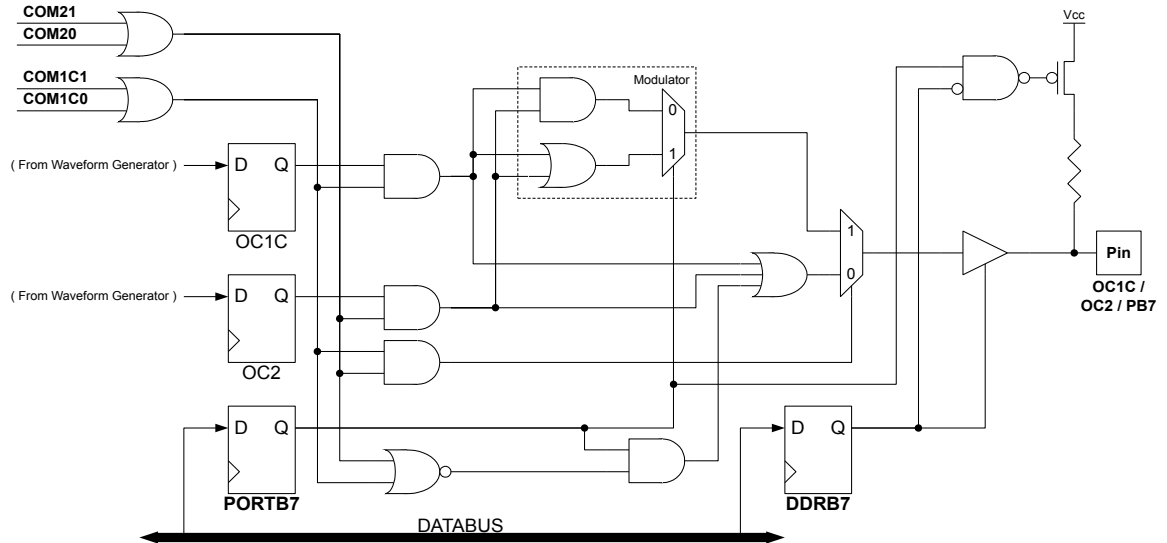 COM21
COM20
COM1C1
COM1C0
Vcc
Modulator
0
1
( From Waveform Generator )
D Q
OC1C
1
0
Pin
OC1C /
OC2 / PB7
( From Waveform Generator )
D Q
OC2
D Q
PORTB7
D Q
DDRB7
DATABUS